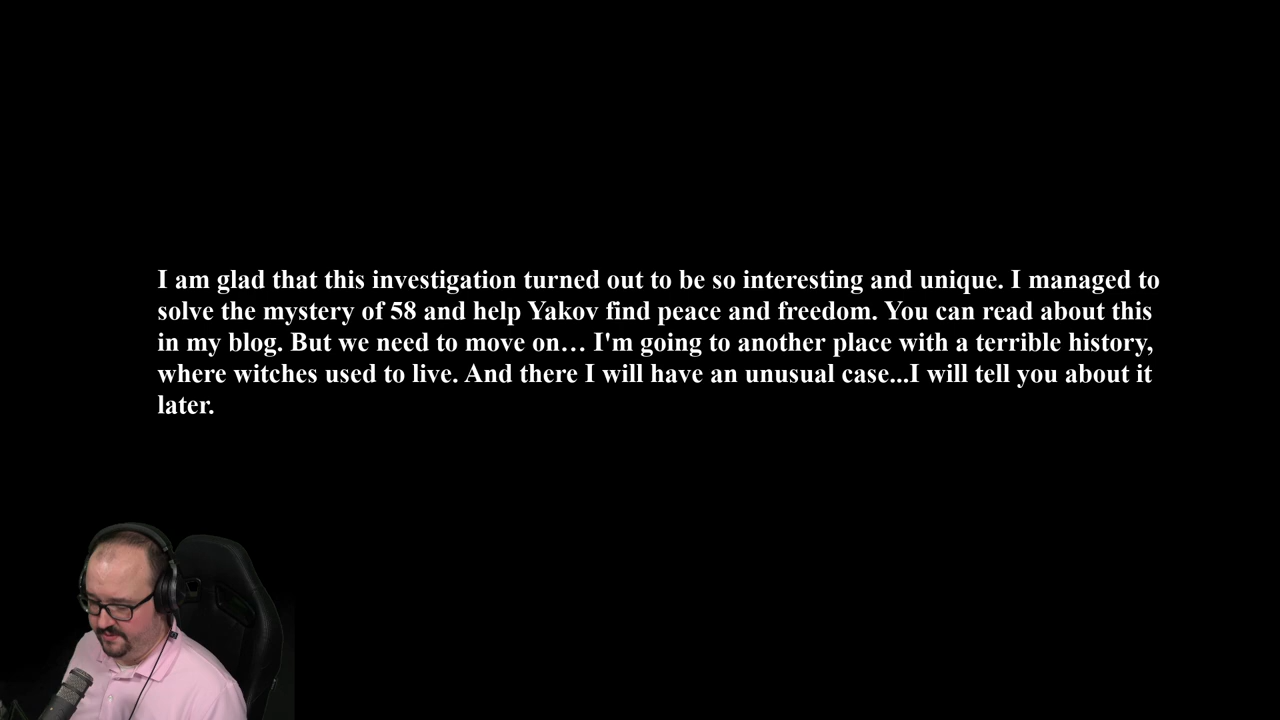 I am glad that this investigation turned out to be so interesting and unique. I managed to
solve the mystery of 58 and help Yakov find peace and freedom. You can read about this
in my blog. But we need to move on… I'm going to another place with a terrible history,
where witches used to live. And there I will have an unusual case...I will tell you about it
later.